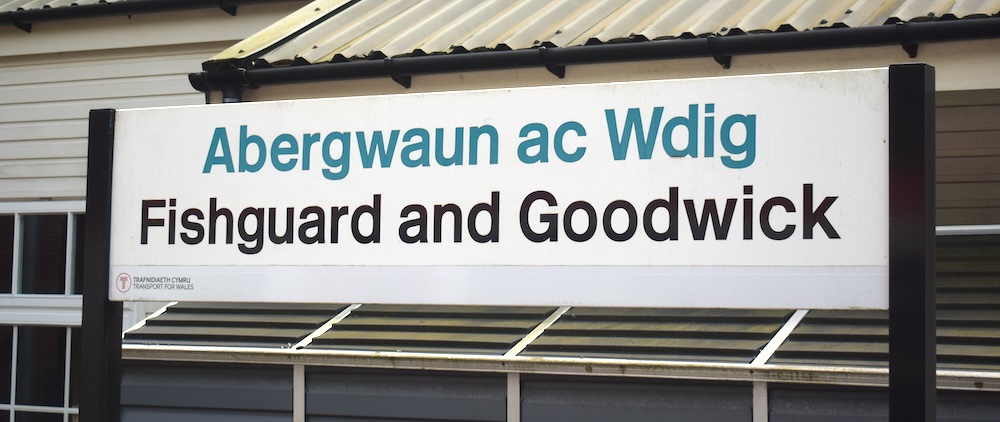 Abergwaun ac Wdig
Fishguard and Goodwick
T
TRAFNIDIAETH CYMRU
TRANSPORT FOR WALES